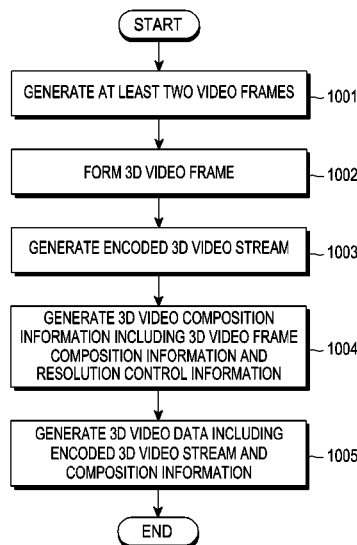 START
GENERATE AT LEAST TWO VIDEO FRAMES
1001
FORM 3D VIDEO FRAME
1002
GENERATE ENCODED 3D VIDEO STREAM
1003
GENERATE 3D VIDEO COMPOSITION
INFORMATION INCLUDING 3D VIDEO FRAME
COMPOSITION INFORMATION AND
RESOLUTION CONTROL INFORMATION
1004
GENERATE 3D VIDEO DATA INCLUDING
ENCODED 3D VIDEO STREAM AND
COMPOSITION INFORMATION
1005
END